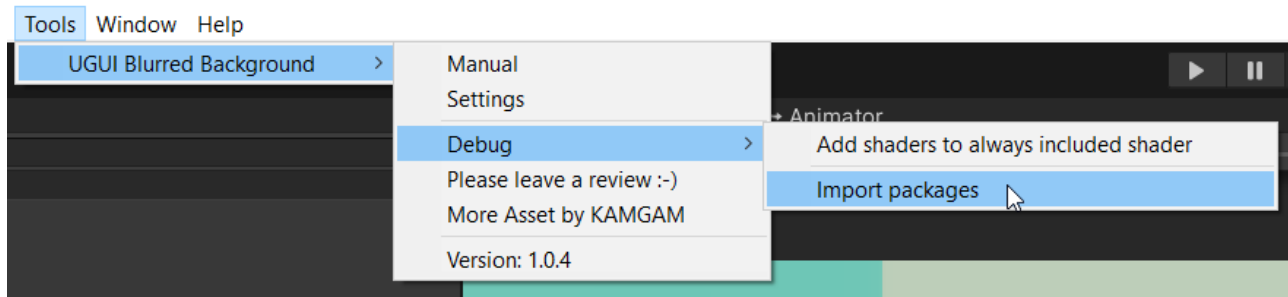 Tools Window Help
UGUI Blurred Background
Manual
Settings
Animator
Debug
Add shaders to always included shader
Please leave a review :-)
Import packages
More Asset by KAMGAM
Version: 1.0.4